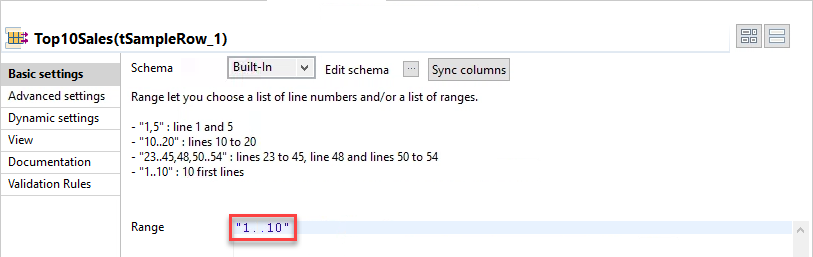 Top10Sales(tSampleRow_1)
Basic settings
Advanced settings
Dynamic settings
View
Documentation
Validation Rules
Schema Built-In Edit schema ... Sync columns
Range let you choose a list of line numbers and/or a list of ranges.
- "1,5" : line 1 and 5
- "10..20" : lines 10 to 20
- "23..45,48,50..54" : lines 23 to 45, line 48 and lines 50 to 54
- "1..10" : 10 first lines
Range "1..10"